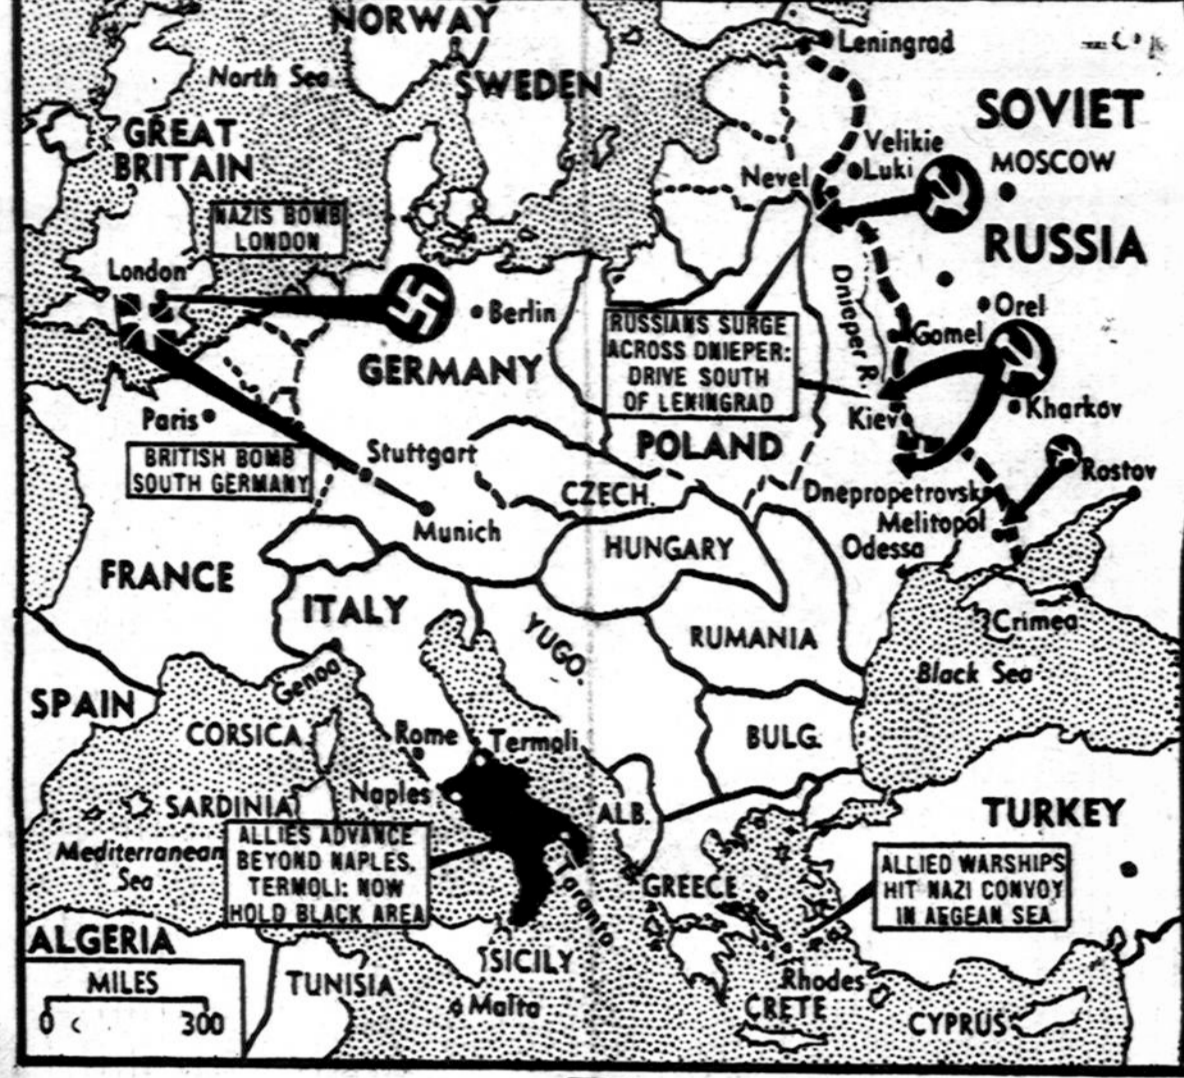 NORWAY
Leningrad
North Sea
SWEDEN
SOVIET
GREAT
BRITAIN
Velikie
Luki
MOSCOW
Nevel
NAZIS BOMB
LONDON
RUSSIA
London
Berlin
Dnieper R.
Orel
RUSSIANS SURGE
ACROSS DNIEPER:
DRIVE SOUTH
OF LENINGRAD
Gomel
GERMANY
Paris
Kiev
Kharkov
BRITISH BOMB
SOUTH GERMANY
Stuttgart
POLAND
Rostov
CZECH.
Dnepropetrovsk
Munich
Melitopol
HUNGARY
Odessa
FRANCE
ITALY
YUGO.
RUMANIA
Crimea
Black Sea
Genoa
SPAIN
CORSICA
Rome
Termoli
BULG.
Naples
SARDINIA
ALB.
TURKEY
ALLIES ADVANCE
BEYOND NAPLES,
TERMOLI: NOW
HOLD BLACK AREA
Mediterranean
Sea
Taranto
GREECE
ALLIED WARSHIPS
HIT NAZI CONVOY
IN AEGEAN SEA
ALGERIA
SICILY
MILES
0
300
TUNISIA
Malta
Rhodes
CRETE
CYPRUS